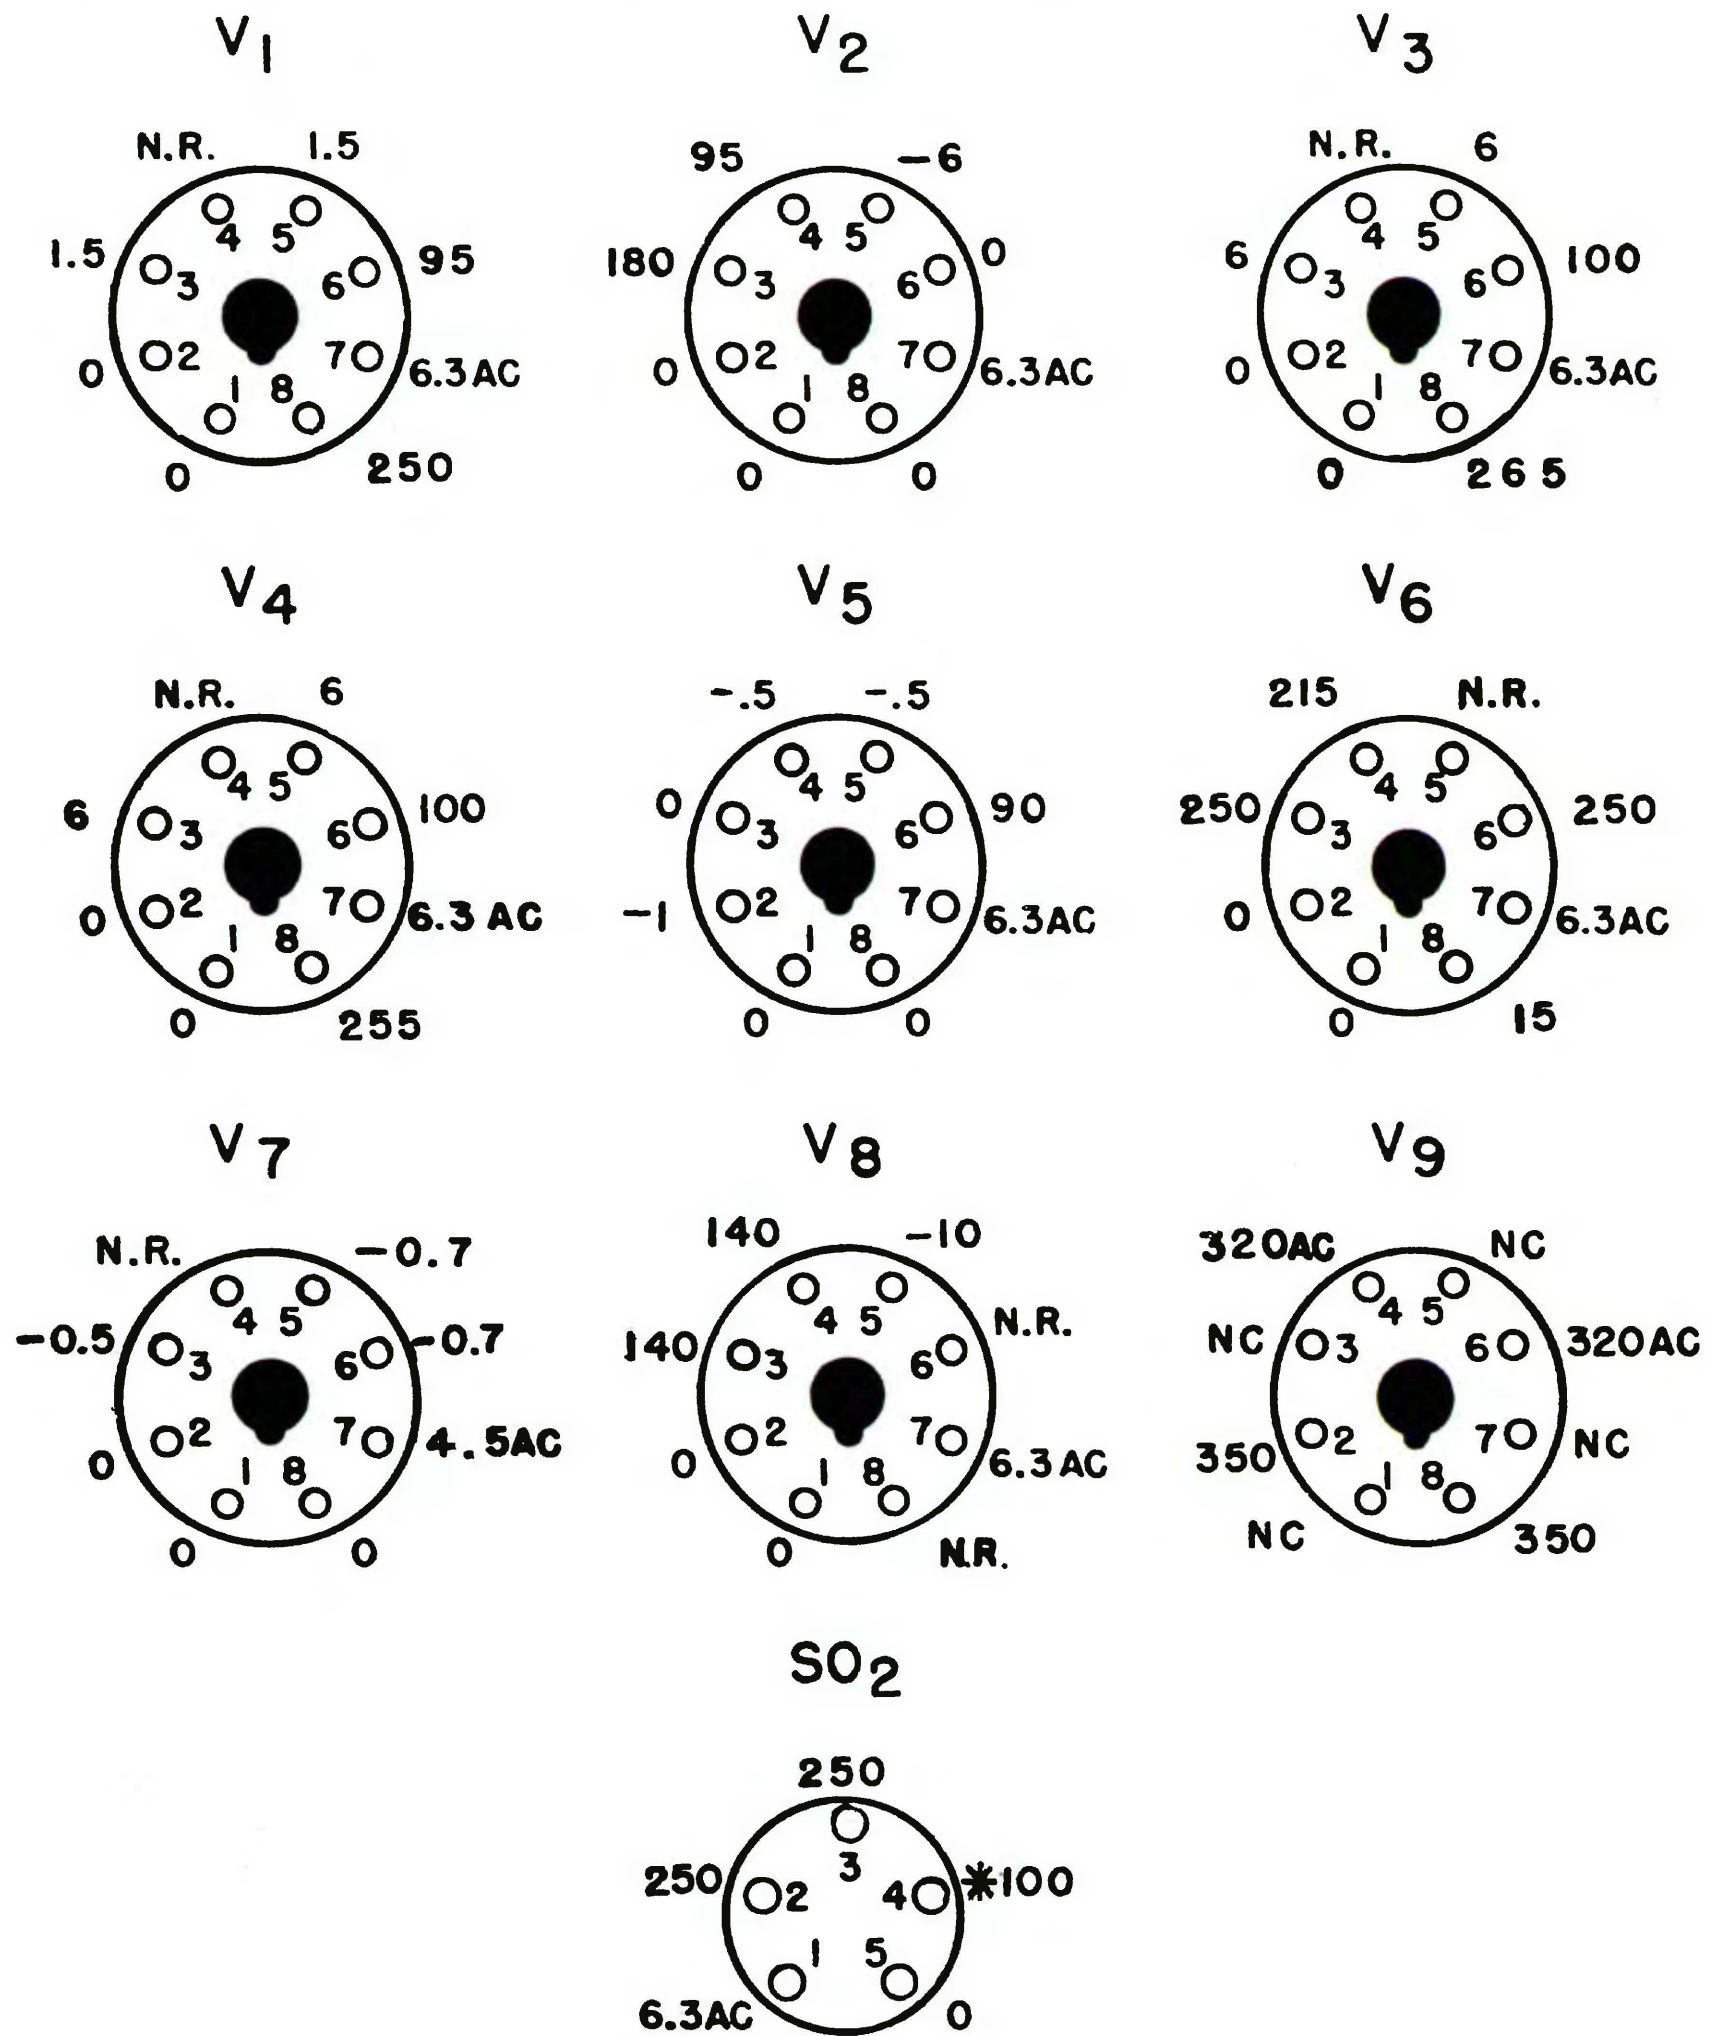 V1 V2 V3
N.R. 1.5 95 -6 N.R. 6
4 5 4 5 4 5
1.5 3 6 95 180 3 6 0 6 3 6 100
0 2 7 6.3AC 0 2 7 6.3AC 0 2 7 6.3AC
1 8 1 8 1 8
0 250 0 0 0 265
V4 V5 V6
N.R. 6 -.5 -.5 215 N.R.
4 5 4 5 4 5
6 3 6 100 0 3 6 90 250 3 6 250
0 2 7 6.3 AC -1 2 7 6.3AC 0 2 7 6.3AC
1 8 1 8 1 8
0 255 0 0 0 15
V7 V8 V9
N.R. -0.7 140 -10 320AC NC
4 5 4 5 4 5
-0.5 3 6 -0.7 140 3 6 N.R. NC 3 6 320AC
0 2 7 4.5AC 0 2 7 6.3AC 350 2 7 NC
1 8 1 8 1 8
0 0 0 N.R. NC 350
SO2
250
3
250 2 4 *100
1 5
6.3AC 0